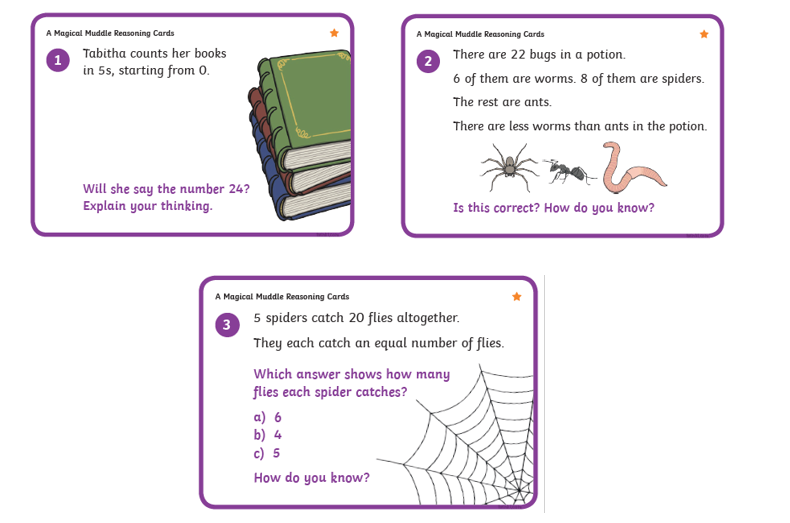 A Magical Muddle Reasoning Cards
1
Tabitha counts her books
in 5s, starting from 0.
Will she say the number 24?
Explain your thinking.
A Magical Muddle Reasoning Cards
2
There are 22 bugs in a potion.
6 of them are worms. 8 of them are spiders.
The rest are ants.
There are less worms than ants in the potion.
Is this correct? How do you know?
A Magical Muddle Reasoning Cards
3
5 spiders catch 20 flies altogether.
They each catch an equal number of flies.
Which answer shows how many
flies each spider catches?
a) 6
b) 4
c) 5
How do you know?